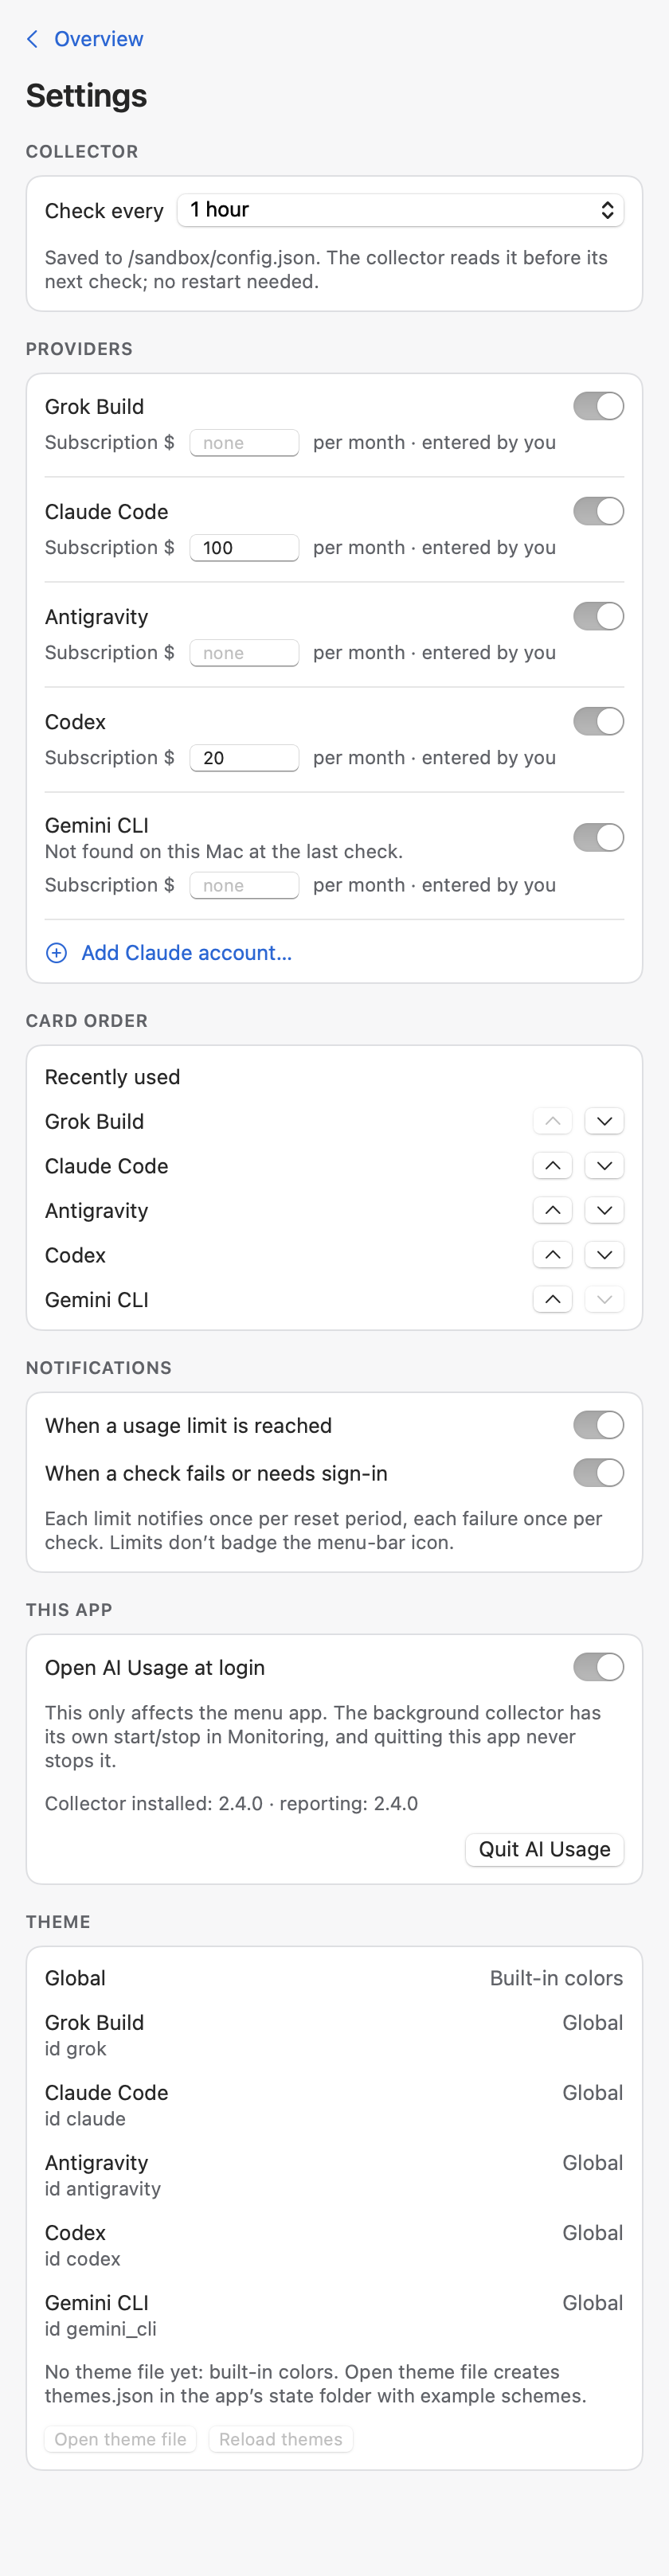 Overview
Settings
COLLECTOR
Check every 1 hour
Saved to /sandbox/config.json. The collector reads it before its
next check; no restart needed.
PROVIDERS
Grok Build
Subscription $ none per month · entered by you
Claude Code
Subscription $ 100 per month · entered by you
Antigravity
Subscription $ none per month · entered by you
Codex
Subscription $ 20 per month · entered by you
Gemini CLI
Not found on this Mac at the last check.
Subscription $ none per month · entered by you
Add Claude account...
CARD ORDER
Recently used
Grok Build
Claude Code
Antigravity
Codex
Gemini CLI
NOTIFICATIONS
When a usage limit is reached
When a check fails or needs sign-in
Each limit notifies once per reset period, each failure once per
check. Limits don’t badge the menu-bar icon.
THIS APP
Open AI Usage at login
This only affects the menu app. The background collector has
its own start/stop in Monitoring, and quitting this app never
stops it.
Collector installed: 2.4.0 · reporting: 2.4.0
Quit AI Usage
THEME
Global Built-in colors
Grok Build Global
id grok
Claude Code Global
id claude
Antigravity Global
id antigravity
Codex Global
id codex
Gemini CLI Global
id gemini_cli
No theme file yet: built-in colors. Open theme file creates
themes.json in the app’s state folder with example schemes.
Open theme file Reload themes